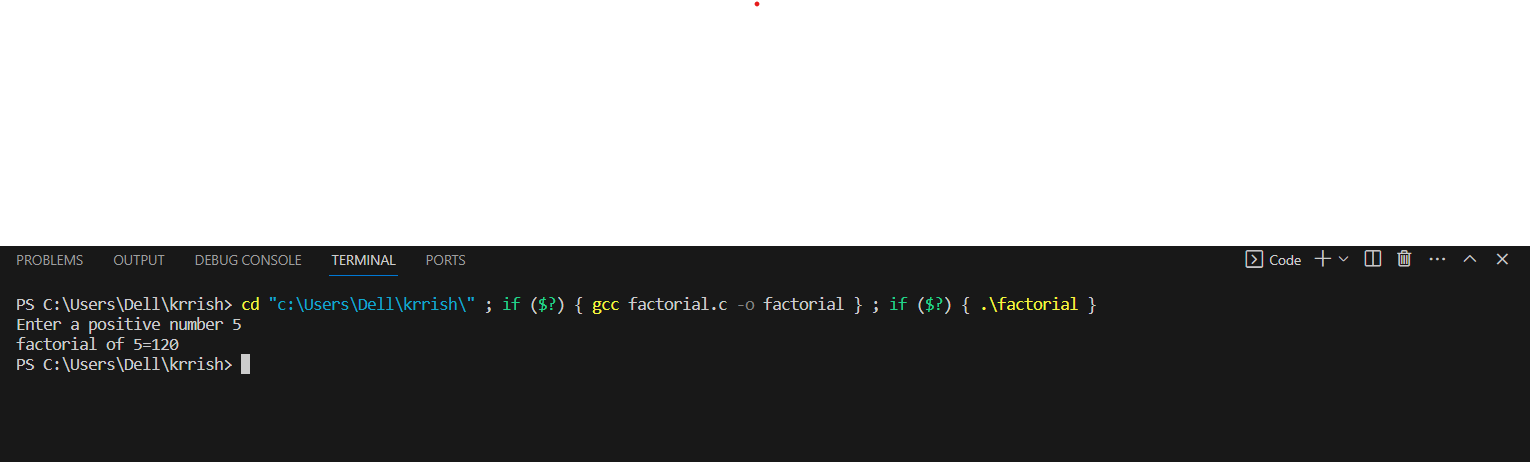 PROBLEMS OUTPUT DEBUG CONSOLE TERMINAL PORTS Code
PS C:\Users\Dell\krrish> cd "c:\Users\Dell\krrish\" ; if ($?) { gcc factorial.c -o factorial } ; if ($?) { .\factorial }
Enter a positive number 5
factorial of 5=120
PS C:\Users\Dell\krrish>